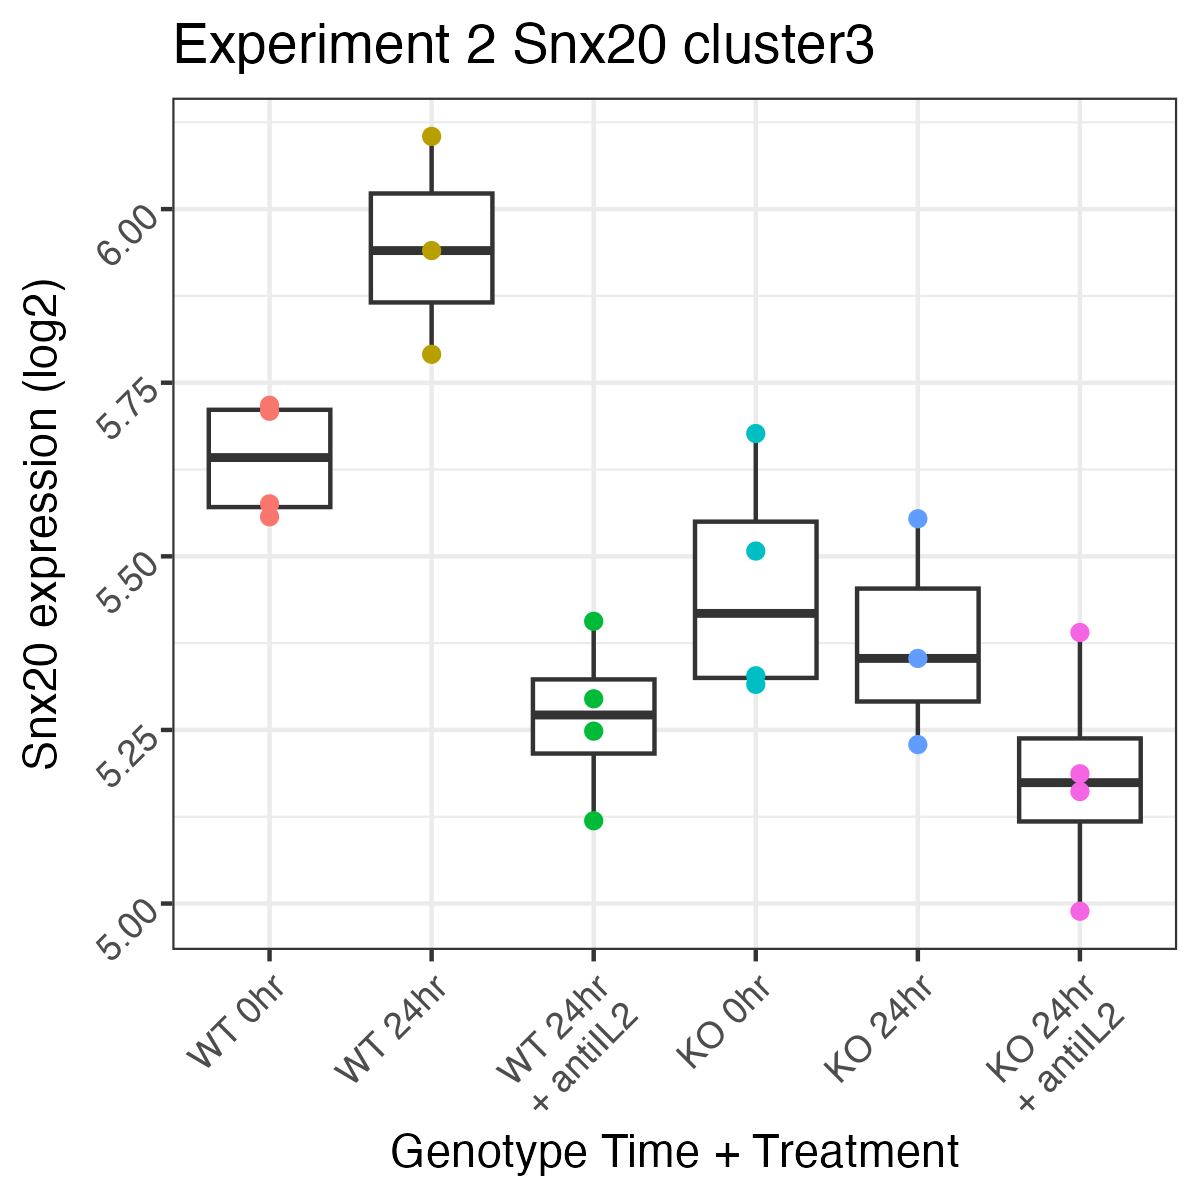 Experiment 2 Snx20 cluster3
Snx20 expression (log2)
6.00
5.75
5.50
5.25
5.00
WT 0hr
WT 24hr
WT 24hr
+ antiIL2
KO 0hr
KO 24hr
KO 24hr
+ antiIL2
Genotype Time + Treatment